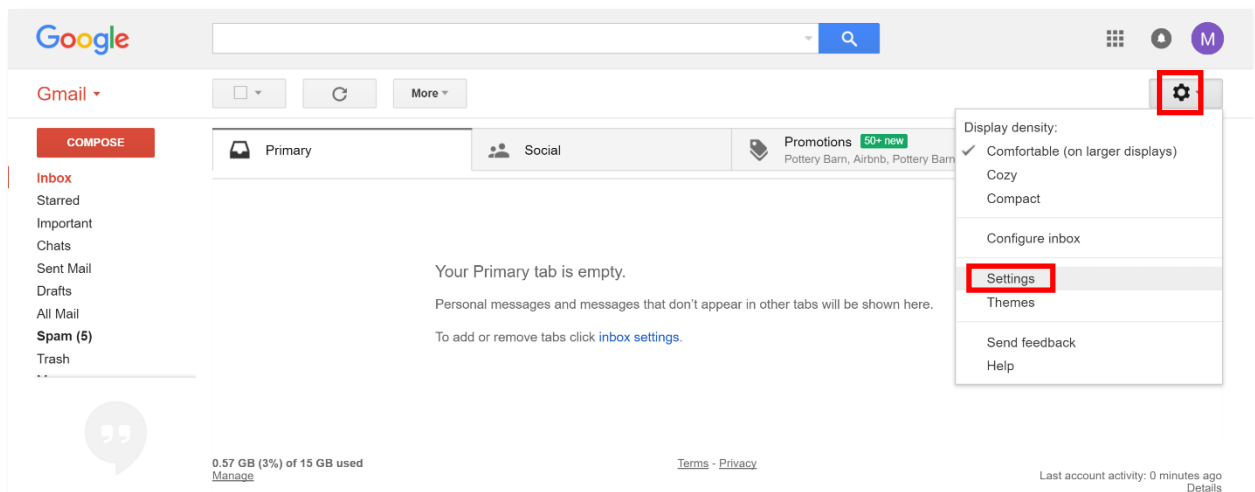 Google
M
Gmail
More
COMPOSE
Primary
Social
Promotions 50+ new
Pottery Barn, Airbnb, Pottery Barn
Display density:
Comfortable (on larger displays)
Cozy
Compact
Configure inbox
Settings
Themes
Send feedback
Help
Inbox
Starred
Important
Chats
Sent Mail
Drafts
All Mail
Spam (5)
Trash
Your Primary tab is empty.
Personal messages and messages that don't appear in other tabs will be shown here.
To add or remove tabs click inbox settings.
0.57 GB (3%) of 15 GB used
Manage
Terms - Privacy
Last account activity: 0 minutes ago
Details